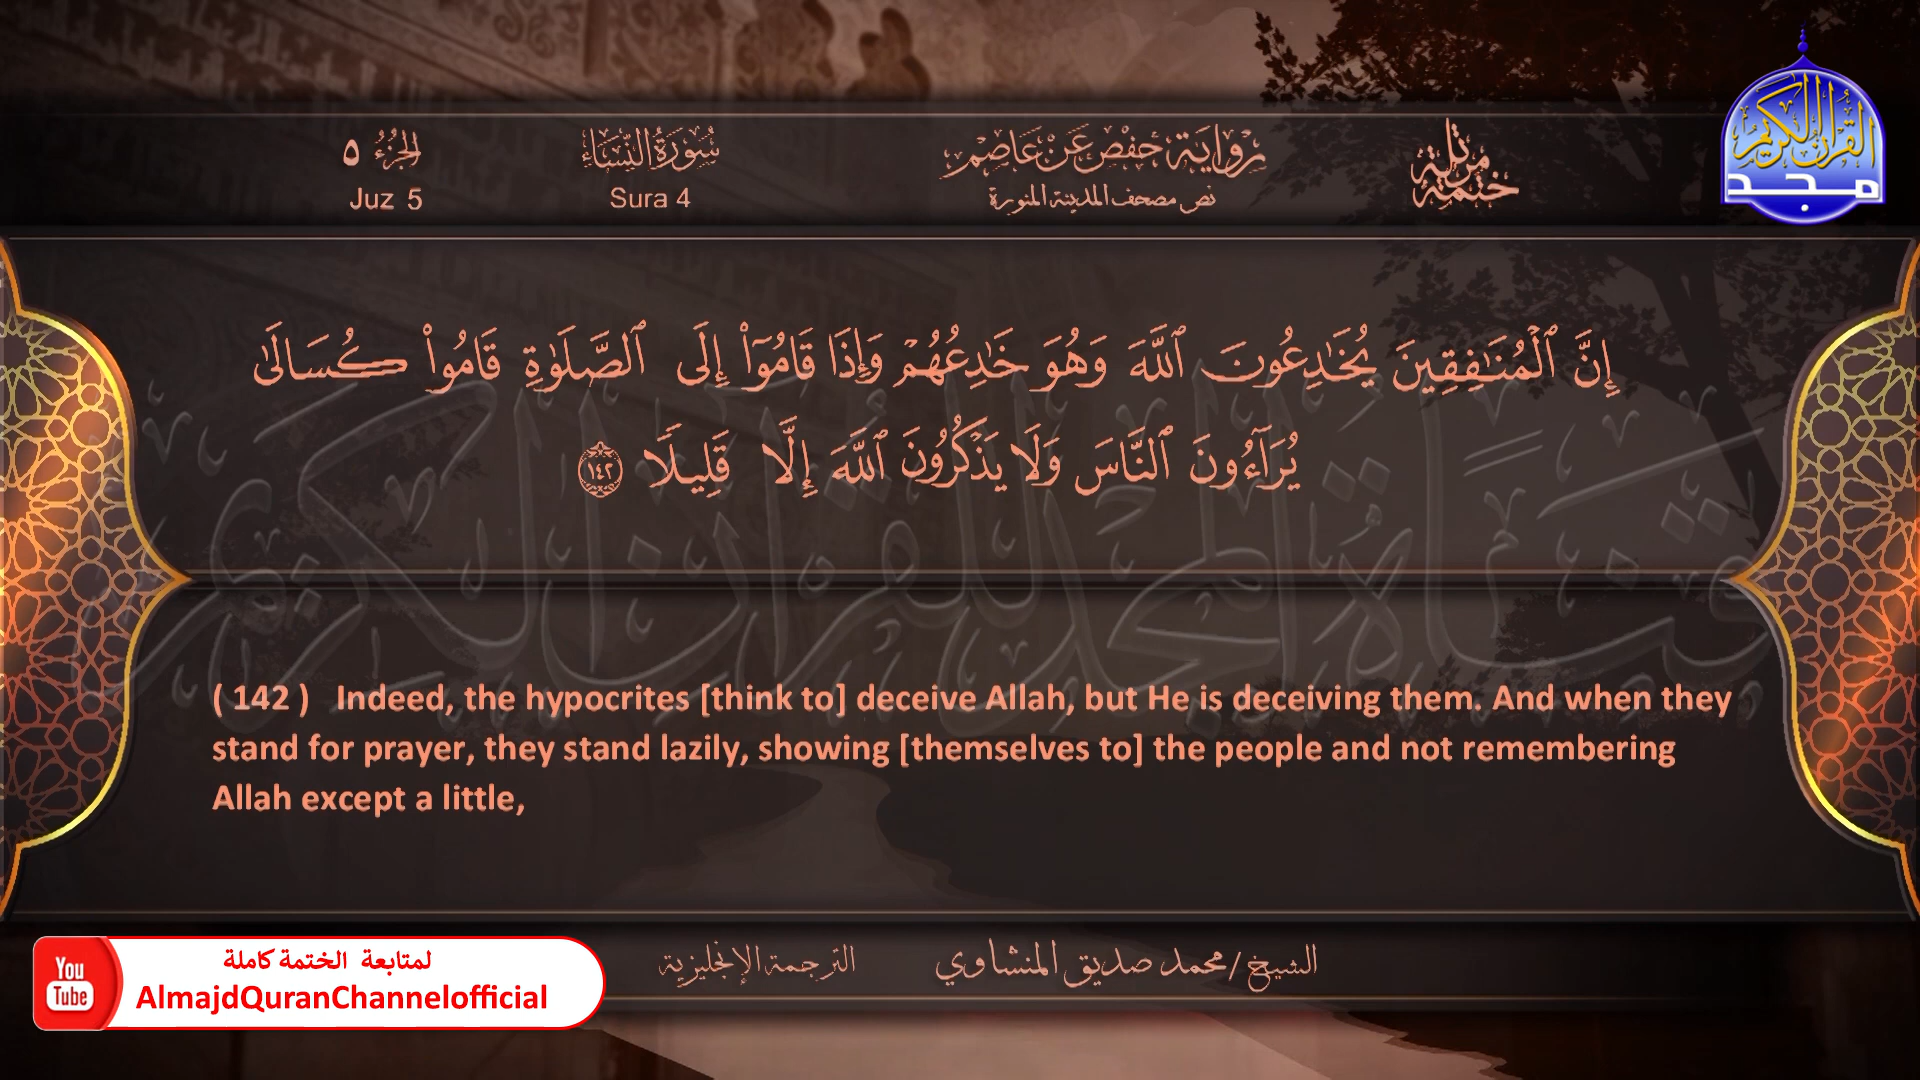 الجزء ٥
Juz 5
سورة النساء
Sura 4
رواية حفص عن عاصم
نص مصحف المدينة المنورة
ختمة مرتلة
القرآن الكريم
مجد
إِنَّ ٱلْمُنَـٰفِقِينَ يُخَـٰدِعُونَ ٱللَّهَ وَهُوَ خَـٰدِعُهُمْ وَإِذَا قَامُوٓا۟ إِلَى ٱلصَّلَوٰةِ قَامُوا۟ كُسَالَىٰ
يُرَآءُونَ ٱلنَّاسَ وَلَا يَذْكُرُونَ ٱللَّهَ إِلَّا قَلِيلًا ١٤٢
قناة المجد للقرآن الكريم
( 142 ) Indeed, the hypocrites [think to] deceive Allah, but He is deceiving them. And when they
stand for prayer, they stand lazily, showing [themselves to] the people and not remembering
Allah except a little,
الشيخ / محمد صديق المنشاوي
الترجمة الإنجليزية
You
Tube
لمتابعة الختمة كاملة
AlmajdQuranChannelofficial